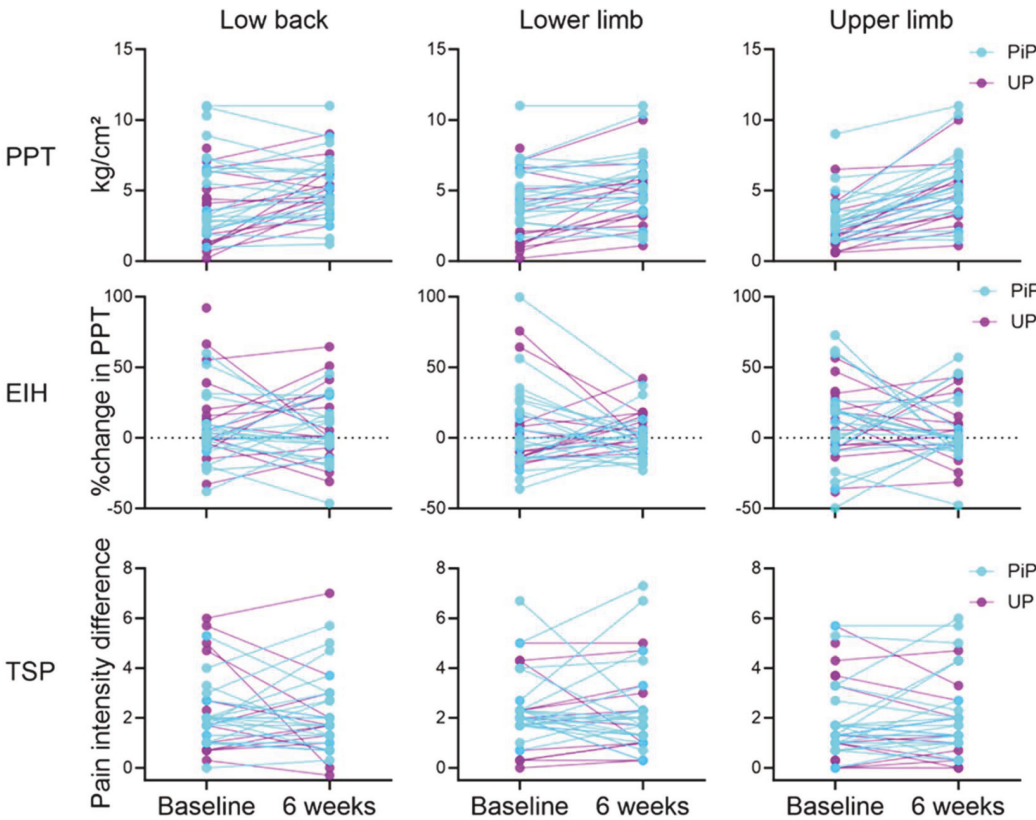 Low back Lower limb Upper limb
PPT
kg/cm²
15 15 15
10 10 10
5 5 5
0 0 0
PiP
UP
EIH
%change in PPT
100 100 100
50 50 50
0 0 0
-50 -50 -50
PiP
UP
TSP
Pain intensity difference
8 8 8
6 6 6
4 4 4
2 2 2
0 0 0
PiP
UP
Baseline 6 weeks Baseline 6 weeks Baseline 6 weeks